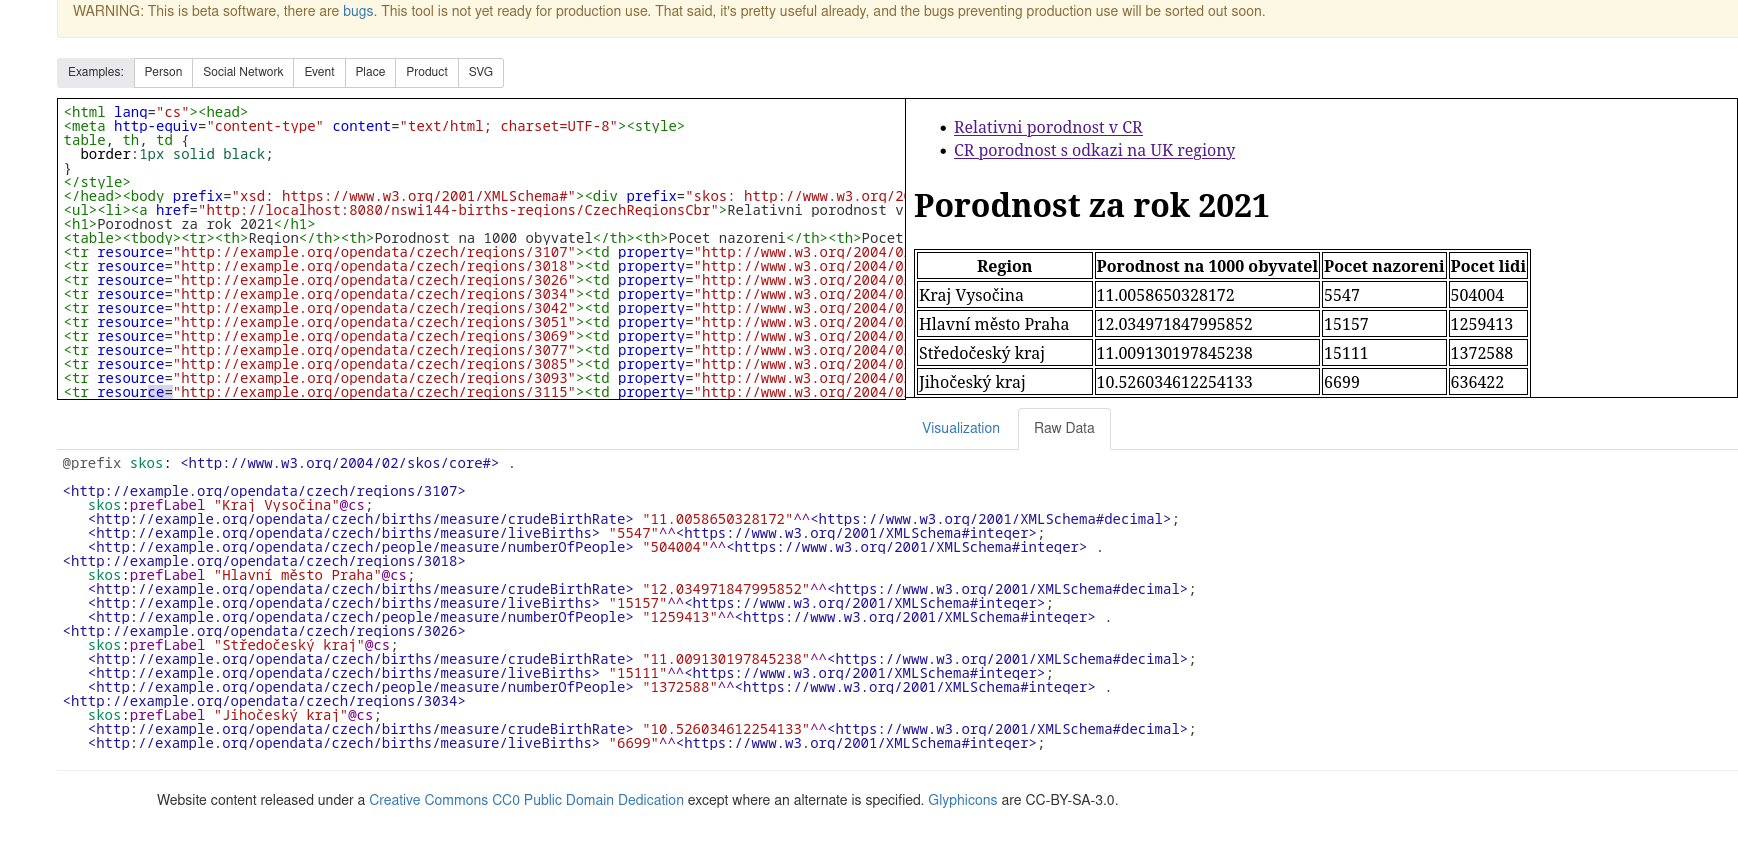 WARNING: This is beta software, there are bugs. This tool is not yet ready for production use. That said, it's pretty useful already, and the bugs preventing production use will be sorted out soon.
Examples: Person Social Network Event Place Product SVG
<html lang="cs"><head>
<meta http-equiv="content-type" content="text/html; charset=UTF-8"><style>
table, th, td {
  border:1px solid black;
}
</style>
</head><body prefix="xsd: https://www.w3.org/2001/XMLSchema#"><div prefix="skos: http://www.w3.org/20
<ul><li><a href="http://localhost:8080/nswi144-births-regions/CzechRegionsCbr">Relativni porodnost v
<h1>Porodnost za rok 2021</h1>
<table><tbody><tr><th>Region</th><th>Porodnost na 1000 obyvatel</th><th>Pocet nazoreni</th><th>Pocet
<tr resource="http://example.org/opendata/czech/regions/3107"><td property="http://www.w3.org/2004/0
<tr resource="http://example.org/opendata/czech/regions/3018"><td property="http://www.w3.org/2004/0
<tr resource="http://example.org/opendata/czech/regions/3026"><td property="http://www.w3.org/2004/0
<tr resource="http://example.org/opendata/czech/regions/3034"><td property="http://www.w3.org/2004/0
<tr resource="http://example.org/opendata/czech/regions/3042"><td property="http://www.w3.org/2004/0
<tr resource="http://example.org/opendata/czech/regions/3051"><td property="http://www.w3.org/2004/0
<tr resource="http://example.org/opendata/czech/regions/3069"><td property="http://www.w3.org/2004/0
<tr resource="http://example.org/opendata/czech/regions/3077"><td property="http://www.w3.org/2004/0
<tr resource="http://example.org/opendata/czech/regions/3085"><td property="http://www.w3.org/2004/0
<tr resource="http://example.org/opendata/czech/regions/3093"><td property="http://www.w3.org/2004/0
<tr resource="http://example.org/opendata/czech/regions/3115"><td property="http://www.w3.org/2004/0
• Relativni porodnost v CR
• CR porodnost s odkazi na UK regiony
Porodnost za rok 2021
Region Porodnost na 1000 obyvatel Pocet nazoreni Pocet lidi
Kraj Vysočina 11.0058650328172 5547 504004
Hlavní město Praha 12.034971847995852 15157 1259413
Středočeský kraj 11.009130197845238 15111 1372588
Jihočeský kraj 10.526034612254133 6699 636422
Visualization Raw Data
@prefix skos: <http://www.w3.org/2004/02/skos/core#> .
<http://example.org/opendata/czech/regions/3107>
   skos:prefLabel "Kraj Vysočina"@cs;
   <http://example.org/opendata/czech/births/measure/crudeBirthRate> "11.0058650328172"^^<https://www.w3.org/2001/XMLSchema#decimal>;
   <http://example.org/opendata/czech/births/measure/liveBirths> "5547"^^<https://www.w3.org/2001/XMLSchema#integer>;
   <http://example.org/opendata/czech/people/measure/numberOfPeople> "504004"^^<https://www.w3.org/2001/XMLSchema#integer> .
<http://example.org/opendata/czech/regions/3018>
   skos:prefLabel "Hlavní město Praha"@cs;
   <http://example.org/opendata/czech/births/measure/crudeBirthRate> "12.034971847995852"^^<https://www.w3.org/2001/XMLSchema#decimal>;
   <http://example.org/opendata/czech/births/measure/liveBirths> "15157"^^<https://www.w3.org/2001/XMLSchema#integer>;
   <http://example.org/opendata/czech/people/measure/numberOfPeople> "1259413"^^<https://www.w3.org/2001/XMLSchema#integer> .
<http://example.org/opendata/czech/regions/3026>
   skos:prefLabel "Středočeský kraj"@cs;
   <http://example.org/opendata/czech/births/measure/crudeBirthRate> "11.009130197845238"^^<https://www.w3.org/2001/XMLSchema#decimal>;
   <http://example.org/opendata/czech/births/measure/liveBirths> "15111"^^<https://www.w3.org/2001/XMLSchema#integer>;
   <http://example.org/opendata/czech/people/measure/numberOfPeople> "1372588"^^<https://www.w3.org/2001/XMLSchema#integer> .
<http://example.org/opendata/czech/regions/3034>
   skos:prefLabel "Jihočeský kraj"@cs;
   <http://example.org/opendata/czech/births/measure/crudeBirthRate> "10.526034612254133"^^<https://www.w3.org/2001/XMLSchema#decimal>;
   <http://example.org/opendata/czech/births/measure/liveBirths> "6699"^^<https://www.w3.org/2001/XMLSchema#integer>;
Website content released under a Creative Commons CC0 Public Domain Dedication except where an alternate is specified. Glyphicons are CC-BY-SA-3.0.